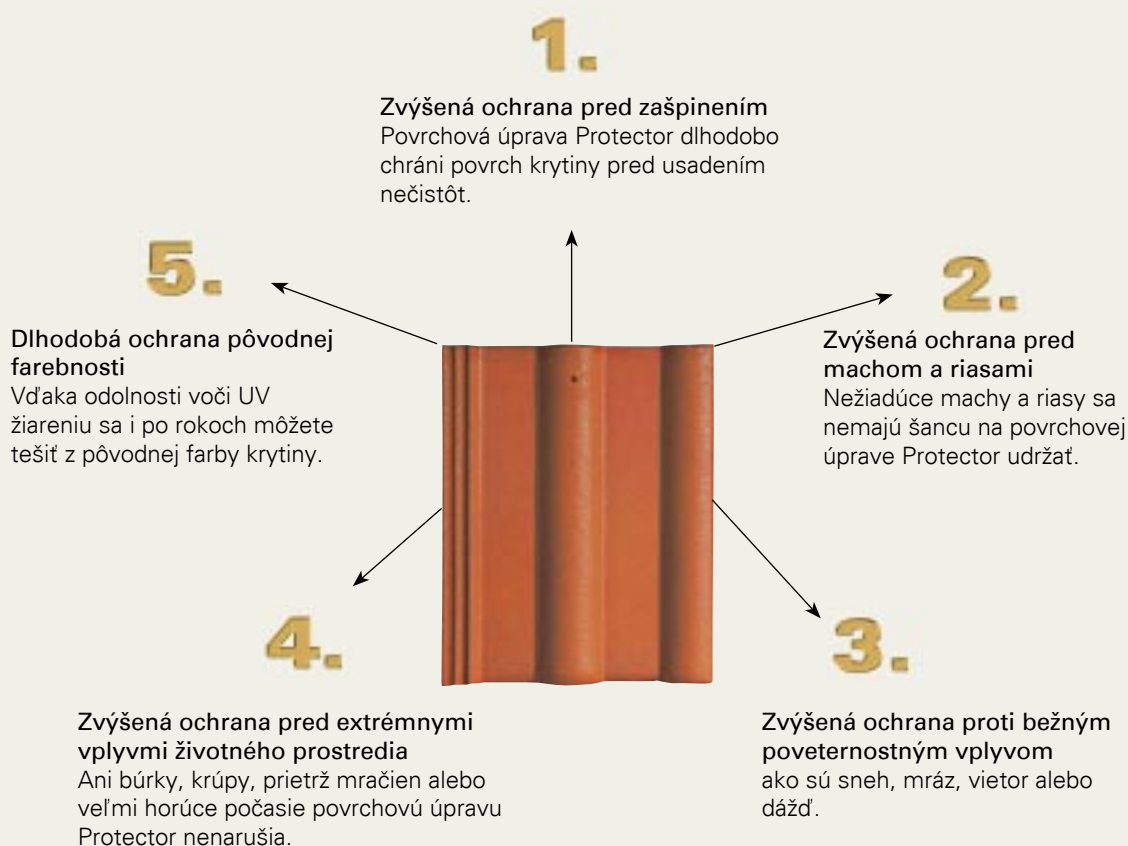 1.
Zvýšená ochrana pred zašpinením
Povrchová úprava Protector dlhodobo
chráni povrch krytiny pred usadením
nečistôt.
2.
Zvýšená ochrana pred
machom a riasami
Nežiadúce machy a riasy sa
nemajú šancu na povrchovej
úprave Protector udržať.
3.
Zvýšená ochrana proti bežným
poveternostným vplyvom
ako sú sneh, mráz, vietor alebo
dážď.
4.
Zvýšená ochrana pred extrémnymi
vplyvmi životného prostredia
Ani búrky, krúpy, prietrž mračien alebo
veľmi horúce počasie povrchovú úpravu
Protector nenarušia.
5.
Dlhodobá ochrana pôvodnej
farebnosti
Vďaka odolnosti voči UV
žiareniu sa i po rokoch môžete
tešiť z pôvodnej farby krytiny.